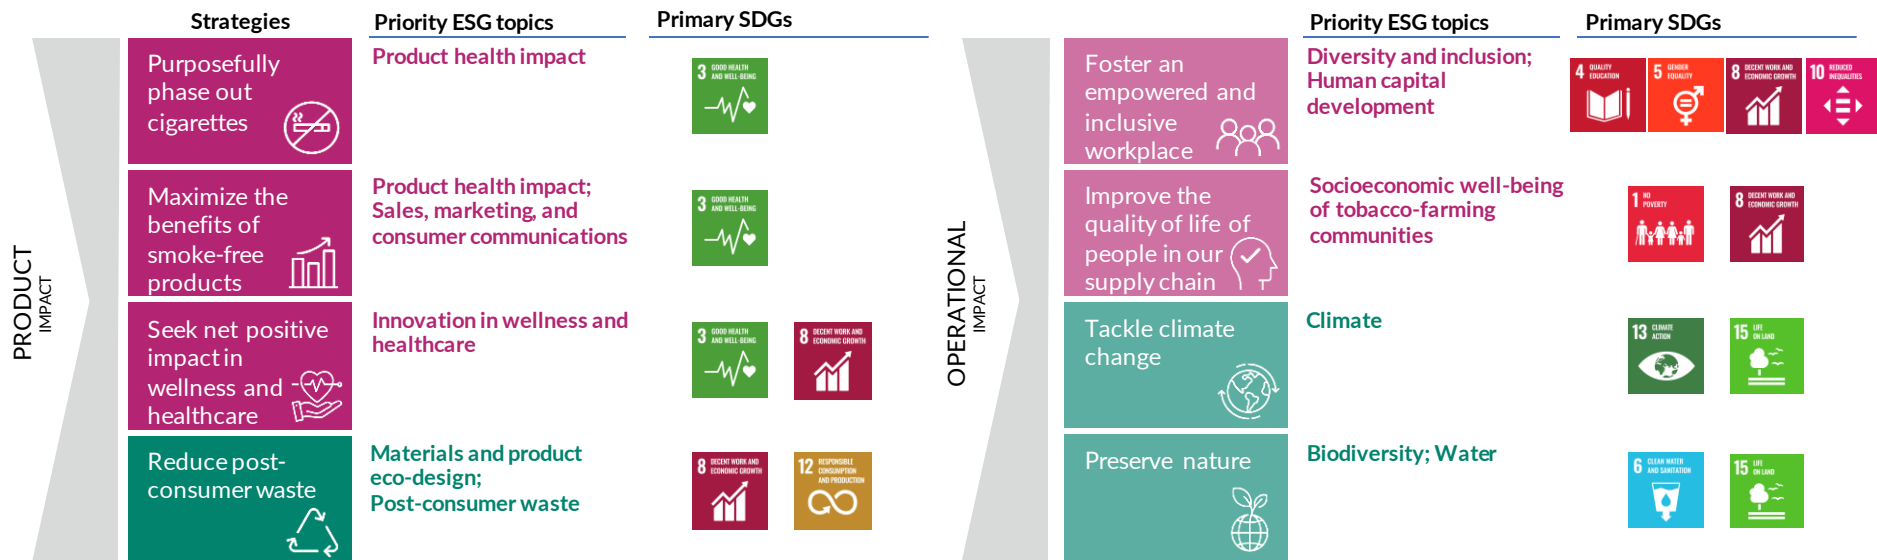 Strategies
Priority ESG topics
Primary SDGs
PRODUCT
IMPACT
Purposefully
phase out
cigarettes
Product health impact
3 GOOD HEALTH
AND WELL-BEING
Maximize the
benefits of
smoke-free
products
Product health impact;
Sales, marketing, and
consumer communications
3 GOOD HEALTH
AND WELL-BEING
Seek net positive
impact in
wellness and
healthcare
Innovation in wellness and
healthcare
3 GOOD HEALTH
AND WELL-BEING
8 DECENT WORK AND
ECONOMIC GROWTH
Reduce post-
consumer waste
Materials and product
eco-design;
Post-consumer waste
8 DECENT WORK AND
ECONOMIC GROWTH
12 RESPONSIBLE
CONSUMPTION
AND PRODUCTION
Priority ESG topics
Primary SDGs
OPERATIONAL
IMPACT
Foster an
empowered and
inclusive
workplace
Diversity and inclusion;
Human capital
development
4 QUALITY
EDUCATION
5 GENDER
EQUALITY
8 DECENT WORK AND
ECONOMIC GROWTH
10 REDUCED
INEQUALITIES
Improve the
quality of life of
people in our
supply chain
Socioeconomic well-being
of tobacco-farming
communities
1 NO
POVERTY
8 DECENT WORK AND
ECONOMIC GROWTH
Tackle climate
change
Climate
13 CLIMATE
ACTION
15 LIFE
ON LAND
Preserve nature
Biodiversity; Water
6 CLEAN WATER
AND SANITATION
15 LIFE
ON LAND